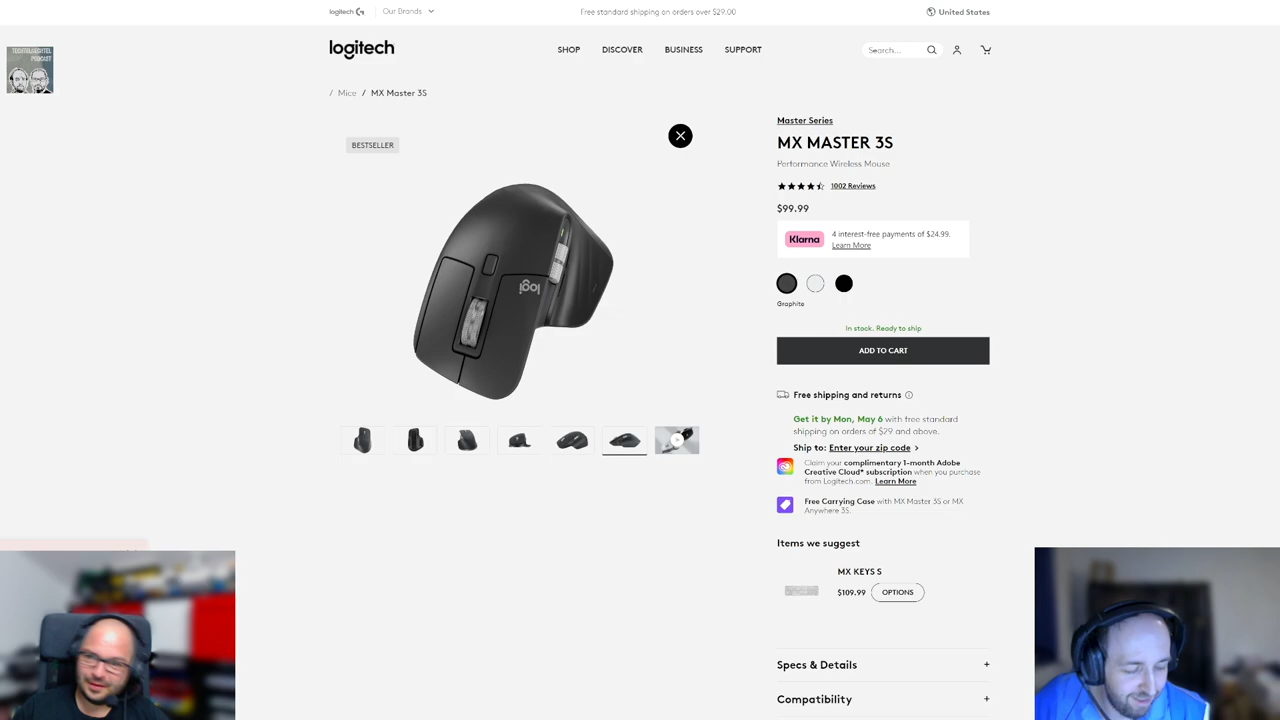 logitech G
Our Brands
Free standard shipping on orders over $29.00
United States
logitech
SHOP
DISCOVER
BUSINESS
SUPPORT
Search...
PODCAST
/ Mice / MX Master 3S
BESTSELLER
logi
Master Series
MX MASTER 3S
Performance Wireless Mouse
1002 Reviews
$99.99
Klarna
4 interest-free payments of $24.99.
Learn More
Graphite
In stock. Ready to ship
ADD TO CART
Free shipping and returns
Get it by Mon, May 6 with free standard
shipping on orders of $29 and above.
Ship to: Enter your zip code >
Claim your complimentary 1-month Adobe
Creative Cloud* subscription when you purchase
from Logitech.com. Learn More
Free Carrying Case with MX Master 3S or MX
Anywhere 3S.
Items we suggest
MX KEYS S
$109.99
OPTIONS
Specs & Details +
Compatibility +